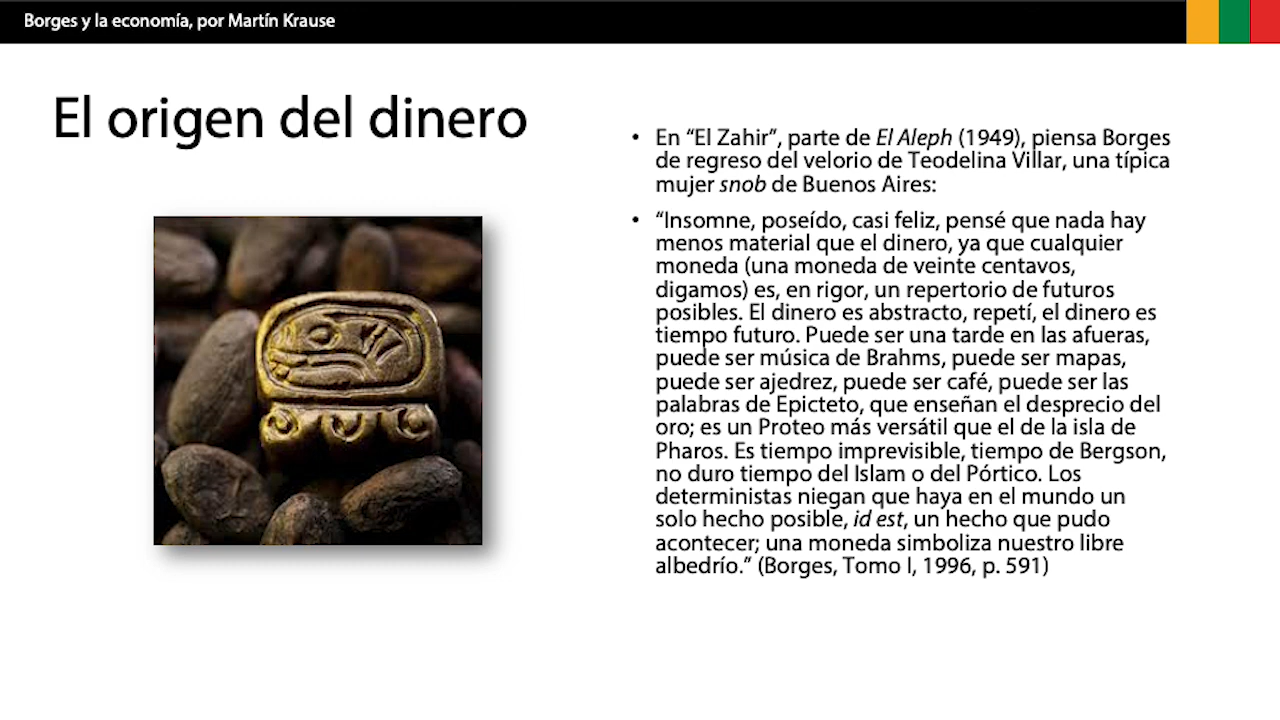 Borges y la economía, por Martín Krause
El origen del dinero
• En “El Zahir”, parte de El Aleph (1949), piensa Borges
de regreso del velorio de Teodelina Villar, una típica
mujer snob de Buenos Aires:
• “Insomne, poseído, casi feliz, pensé que nada hay
menos material que el dinero, ya que cualquier
moneda (una moneda de veinte centavos,
digamos) es, en rigor, un repertorio de futuros
posibles. El dinero es abstracto, repetí, el dinero es
tiempo futuro. Puede ser una tarde en las afueras,
puede ser música de Brahms, puede ser mapas,
puede ser ajedrez, puede ser café, puede ser las
palabras de Epicteto, que enseñan el desprecio del
oro; es un Proteo más versátil que el de la isla de
Pharos. Es tiempo imprevisible, tiempo de Bergson,
no duro tiempo del Islam o del Pórtico. Los
deterministas niegan que haya en el mundo un
solo hecho posible, id est, un hecho que pudo
acontecer; una moneda simboliza nuestro libre
albedrío.” (Borges, Tomo I, 1996, p. 591)